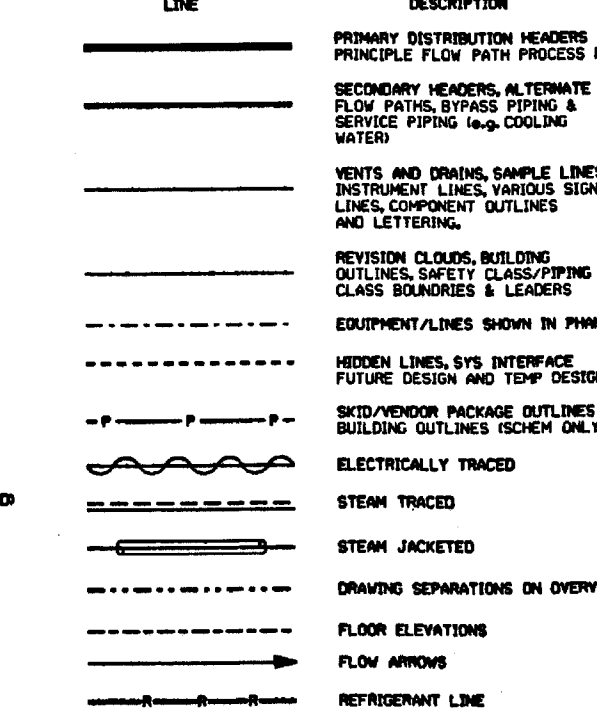 LINE DESCRIPTION
PRIMARY DISTRIBUTION HEADERS
PRINCIPLE FLOW PATH PROCESS
SECONDARY HEADERS, ALTERNATE
FLOW PATHS, BYPASS PIPING &
SERVICE PIPING (e.g. COOLING
WATER)
VENTS AND DRAINS, SAMPLE LINES
INSTRUMENT LINES, VARIOUS SIGN
LINES, COMPONENT OUTLINES
AND LETTERING.
REVISION CLOUDS, BUILDING
OUTLINES, SAFETY CLASS/PIPING
CLASS BOUNDRIES & LEADERS
EQUIPMENT/LINES SHOWN IN PHAN
HIDDEN LINES, SYS INTERFACE
FUTURE DESIGN AND TEMP DESIG
P P P SKID/VENDOR PACKAGE OUTLINES
BUILDING OUTLINES (SCHEM ONLY
ELECTRICALLY TRACED
D) STEAM TRACED
STEAM JACKETED
DRAWING SEPARATIONS ON OVERV
FLOOR ELEVATIONS
FLOW ARROWS
R R R REFRIGERANT LINE